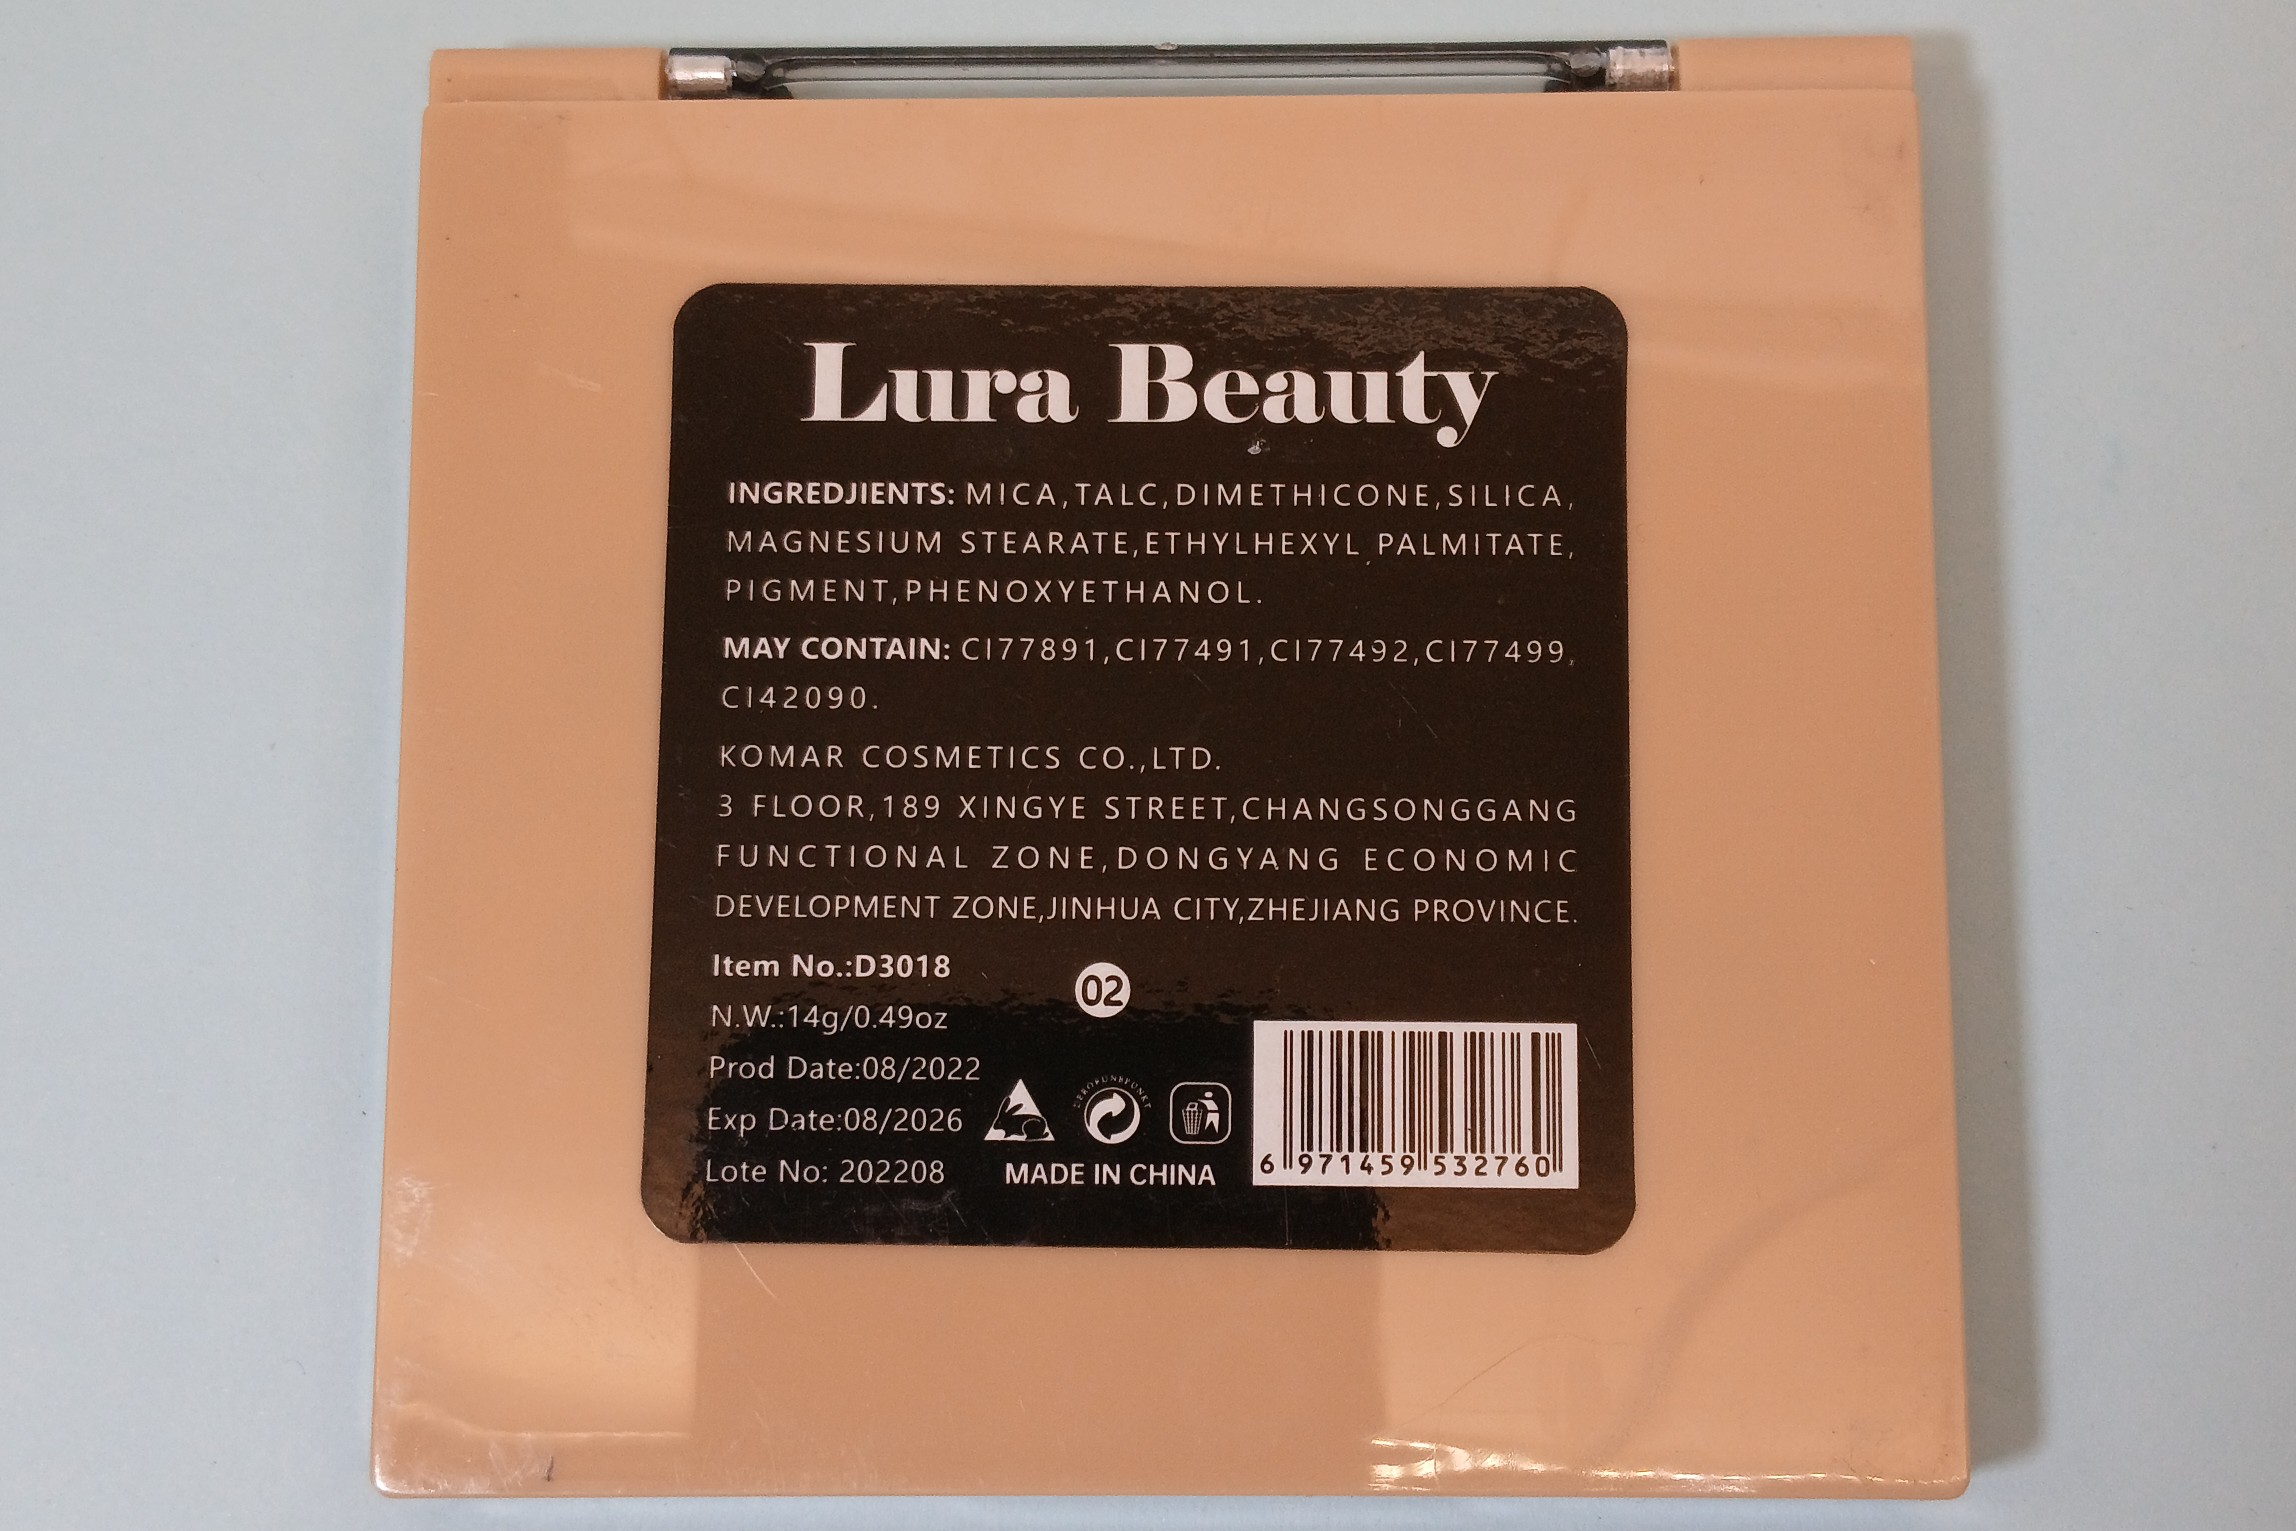 Lura Beauty
INGREDJIENTS: MICA,TALC,DIMETHICONE,SILICA,
MAGNESIUM STEARATE,ETHYLHEXYL PALMITATE,
PIGMENT,PHENOXYETHANOL.
MAY CONTAIN: CI77891,CI77491,CI77492,CI77499,
CI42090.
KOMAR COSMETICS CO.,LTD.
3 FLOOR,189 XINGYE STREET,CHANGSONGGANG
FUNCTIONAL ZONE,DONGYANG ECONOMIC
DEVELOPMENT ZONE,JINHUA CITY,ZHEJIANG PROVINCE.
Item No.:D3018
02
N.W.:14g/0.49oz
Prod Date:08/2022
Exp Date:08/2026
Lote No: 202208
MADE IN CHINA
6 971459 532760